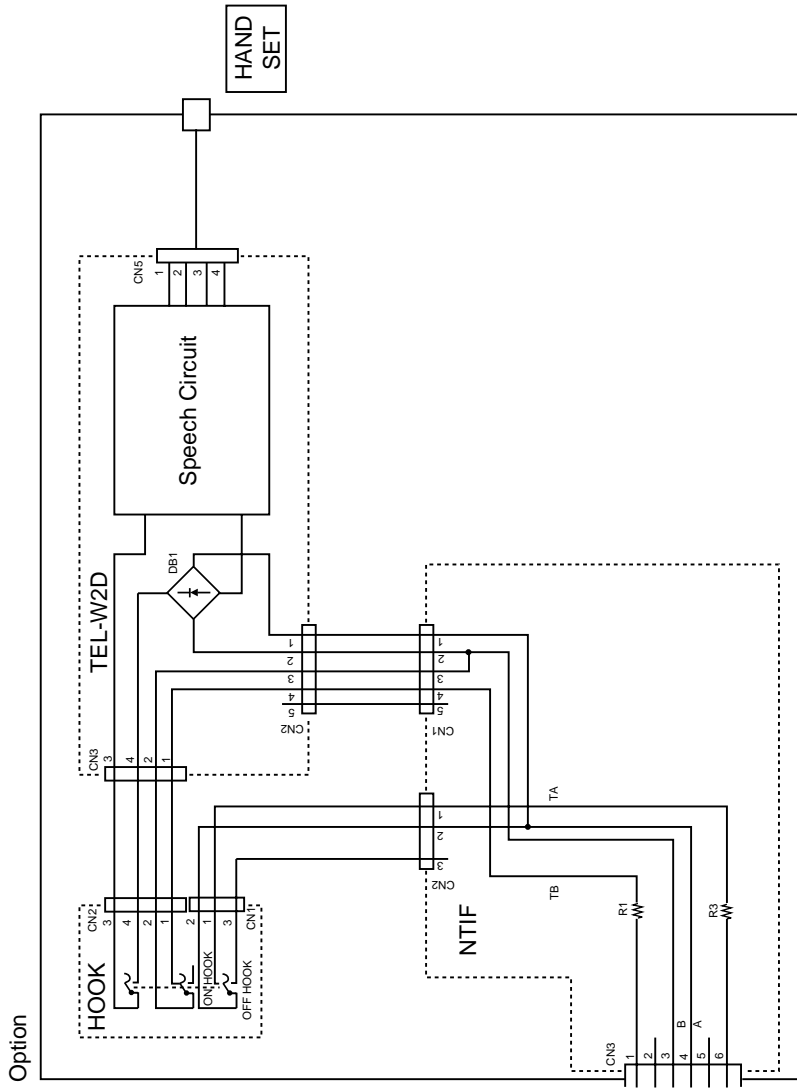 Option
HAND
SET
CN5
1
2
3
4
Speech Circuit
TEL-W2D
DB1
CN3
3
4
2
1
1
2
3
4
5
CN2
1
2
3
4
5
CN1
CN2
3
4
2
1
2
1
3
CN1
HOOK
ON HOOK
OFF HOOK
1
2
3
CN2
NTIF
TA
TB
R1
R3
B
A
CN3
1
2
3
4
5
6